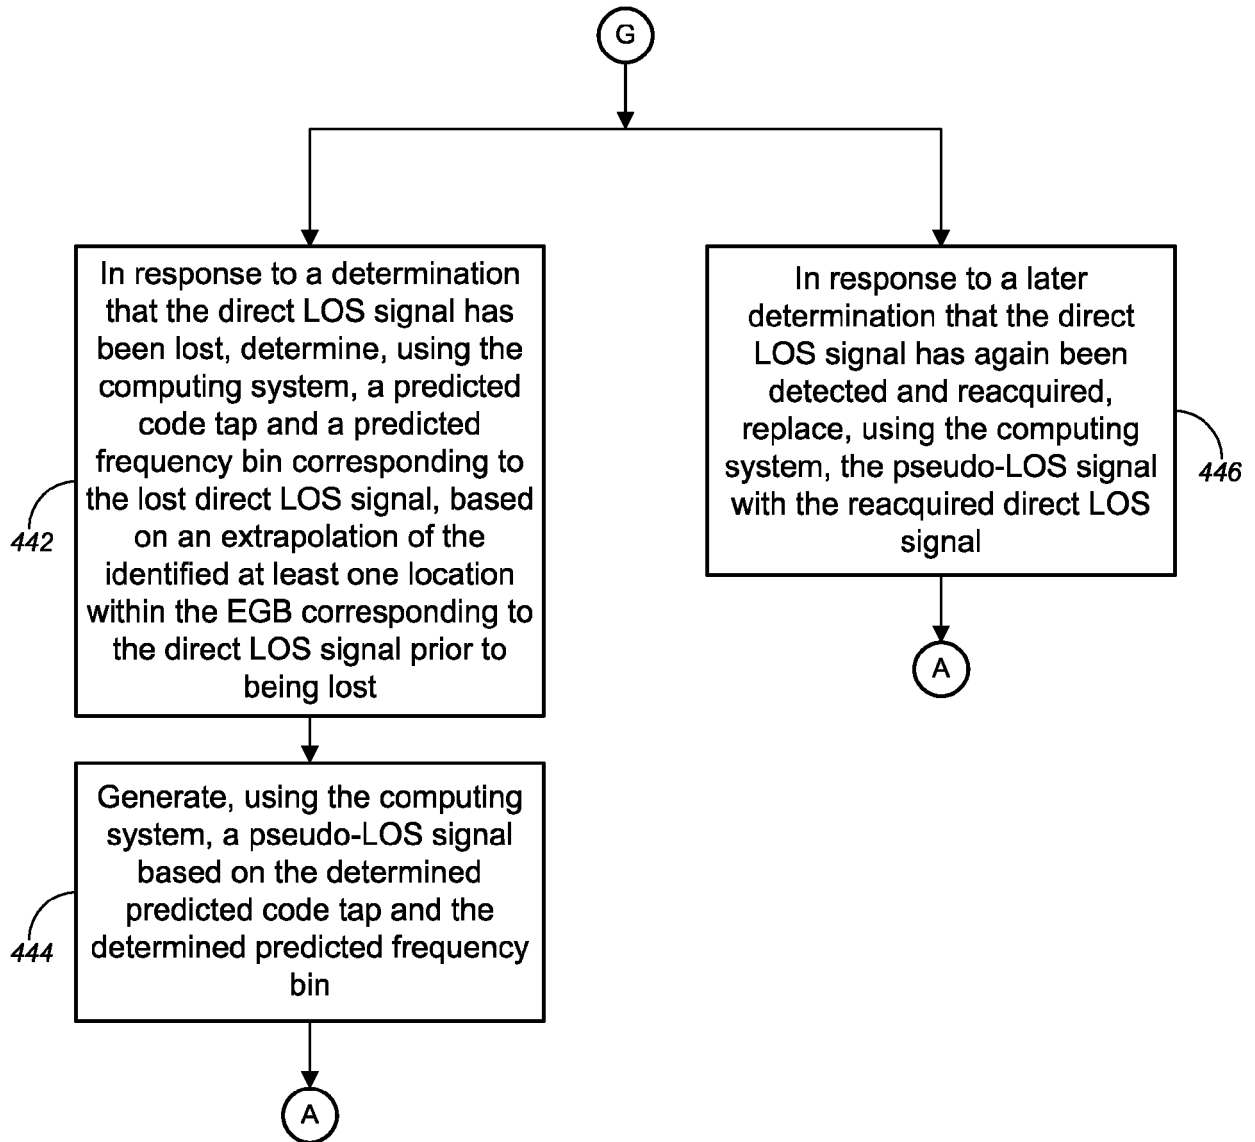 G
In response to a determination
that the direct LOS signal has
been lost, determine, using the
computing system, a predicted
code tap and a predicted
frequency bin corresponding to
the lost direct LOS signal, based
on an extrapolation of the
identified at least one location
within the EGB corresponding to
the direct LOS signal prior to
being lost
442
Generate, using the computing
system, a pseudo-LOS signal
based on the determined
predicted code tap and the
determined predicted frequency
bin
444
A
In response to a later
determination that the direct
LOS signal has again been
detected and reacquired,
replace, using the computing
system, the pseudo-LOS signal
with the reacquired direct LOS
signal
446
A